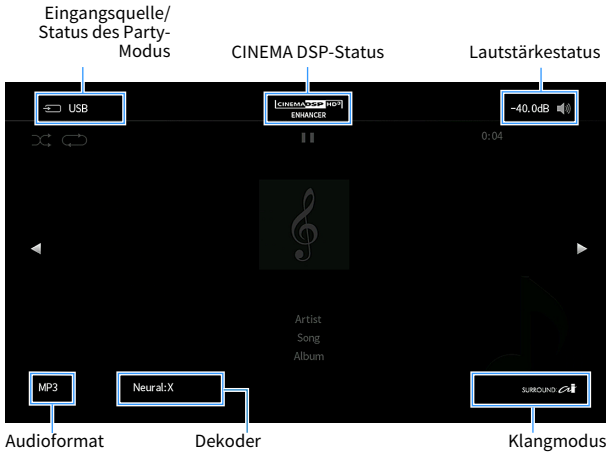 Eingangsquelle/
Status des Party-
Modus
CINEMA DSP-Status
Lautstärkestatus
USB
CINEMA DSP HD³
ENHANCER
-40.0dB
0:04
Artist
Song
Album
MP3
Neural:X
SURROUND:AI
Audioformat
Dekoder
Klangmodus